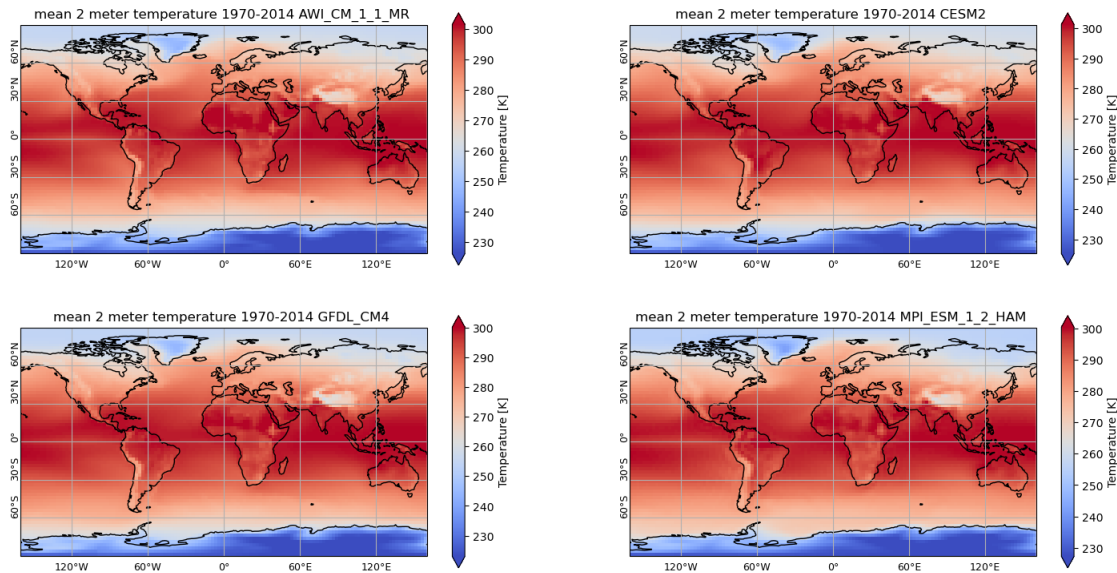 mean 2 meter temperature 1970-2014 AWI_CM_1_1_MR
60°N
30°N
0°
30°S
60°S
120°W 60°W 0° 60°E 120°E
300
290
280
270
260
250
240
230
Temperature [K]
mean 2 meter temperature 1970-2014 CESM2
60°N
30°N
0°
30°S
60°S
120°W 60°W 0° 60°E 120°E
300
290
280
270
260
250
240
230
Temperature [K]
mean 2 meter temperature 1970-2014 GFDL_CM4
60°N
30°N
0°
30°S
60°S
120°W 60°W 0° 60°E 120°E
300
290
280
270
260
250
240
230
Temperature [K]
mean 2 meter temperature 1970-2014 MPI_ESM_1_2_HAM
60°N
30°N
0°
30°S
60°S
120°W 60°W 0° 60°E 120°E
300
290
280
270
260
250
240
230
Temperature [K]